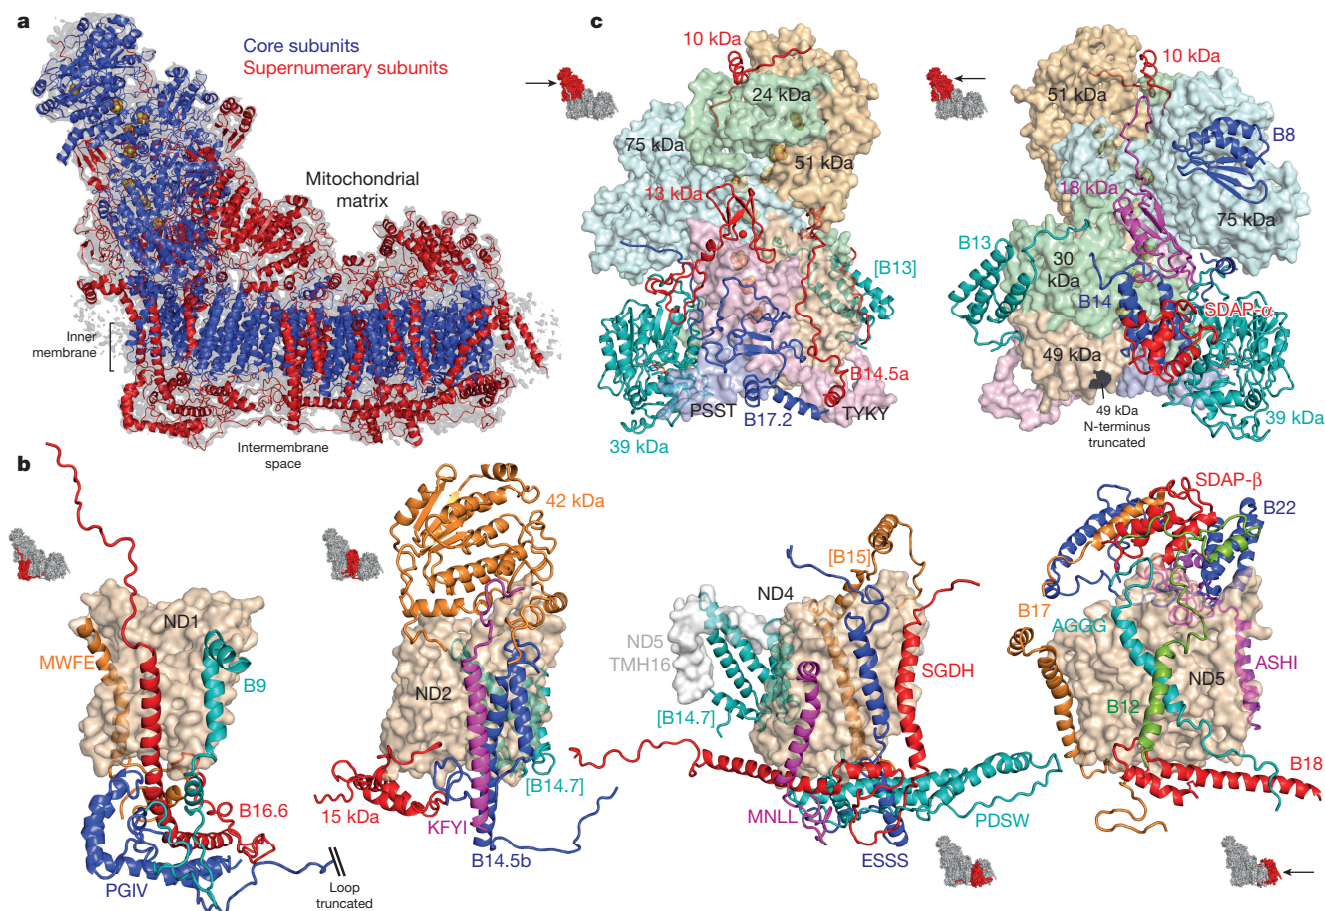 a
Core subunits
Supernumerary subunits
Mitochondrial
matrix
Inner
membrane
Intermembrane
space
c
10 kDa
24 kDa
75 kDa
51 kDa
13 kDa
[B13]
B14.5a
PSST
TYKY
B17.2
39 kDa
10 kDa
51 kDa
B8
18 kDa
75 kDa
B13
30
kDa
B14
SDAP-α
49 kDa
49 kDa
N-terminus
truncated
39 kDa
b
ND1
MWFE
B9
B16.6
PGIV
Loop
truncated
42 kDa
ND2
[B14.7]
15 kDa
KFYI
B14.5b
[B15]
ND4
ND5
TMH16
SGDH
[B14.7]
MNLL
PDSW
ESSS
SDAP-β
B22
B17
AGGG
ASHI
ND5
B12
B18